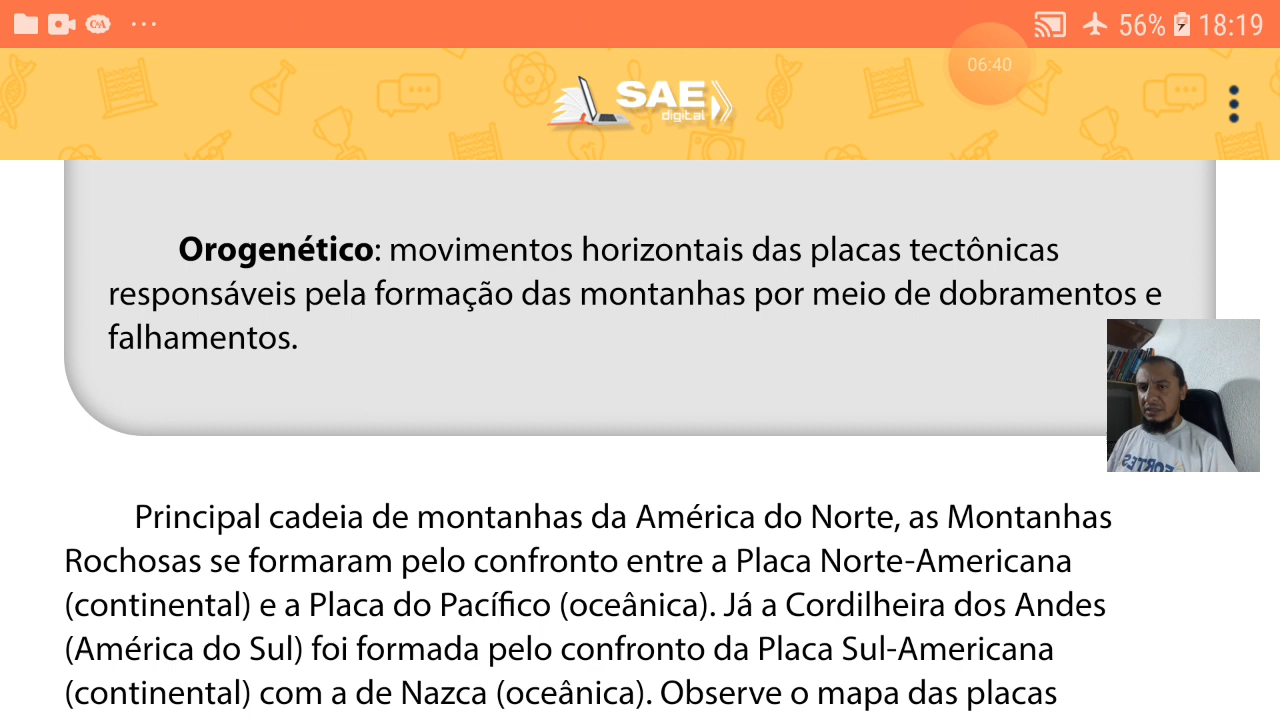 C&A
56% 18:19
06:40
SAE
digital
Orogenético: movimentos horizontais das placas tectônicas
responsáveis pela formação das montanhas por meio de dobramentos e
falhamentos.
Principal cadeia de montanhas da América do Norte, as Montanhas
Rochosas se formaram pelo confronto entre a Placa Norte-Americana
(continental) e a Placa do Pacífico (oceânica). Já a Cordilheira dos Andes
(América do Sul) foi formada pelo confronto da Placa Sul-Americana
(continental) com a de Nazca (oceânica). Observe o mapa das placas